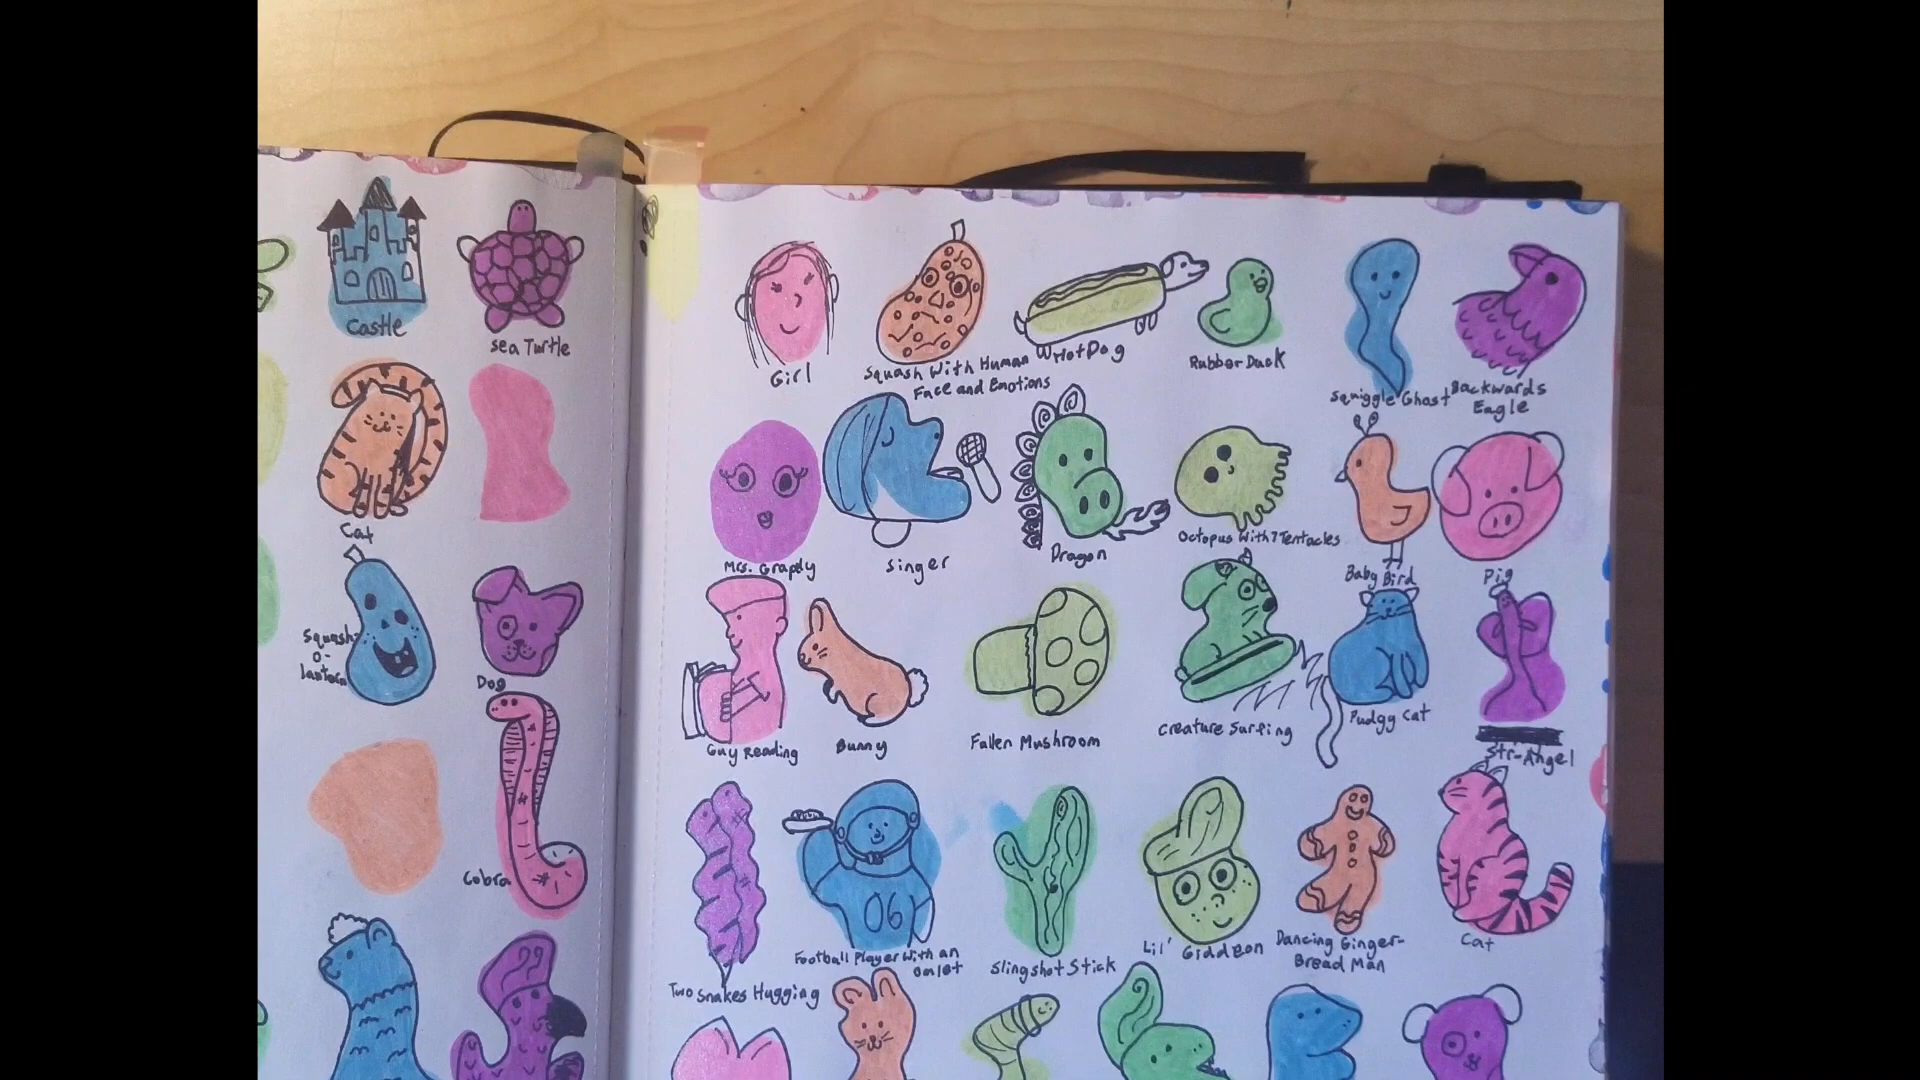 Castle
Sea Turtle
Cat
Squash-
o-
lantern
Dog
Cobra
Girl
Squash With Human
Face and Emotions
HotDog
Rubber Duck
Squiggle Ghost
Backwards
Eagle
Mrs. Grapdy
Singer
Dragon
Octopus With 7 Tentacles
Baby Bird
Pig
Guy Reading
Bunny
Fallen Mushroom
Creature Surfing
Pudgy Cat
Str-Angel
Two Snakes Hugging
06
Football Player With an
Omlet
Slingshot Stick
Lil' Giddeon
Dancing Ginger-
Bread Man
Cat